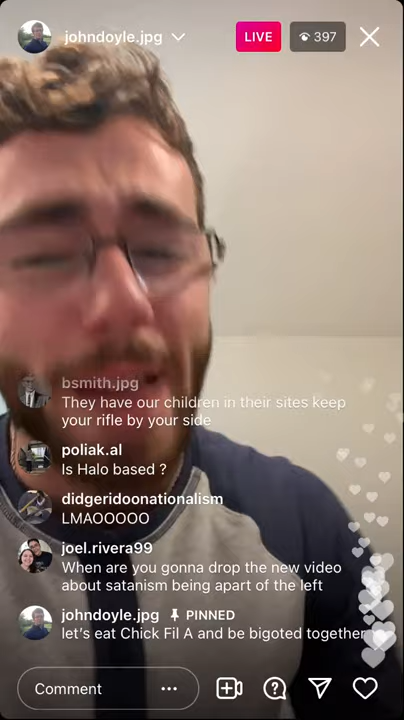 johndoyle.jpg
LIVE
397
bsmith.jpg
They have our children in their sites keep
your rifle by your side
poliak.al
Is Halo based ?
didgeridoonationalism
LMAOOOOO
joel.rivera99
When are you gonna drop the new video
about satanism being apart of the left
johndoyle.jpg PINNED
let's eat Chick Fil A and be bigoted together
Comment